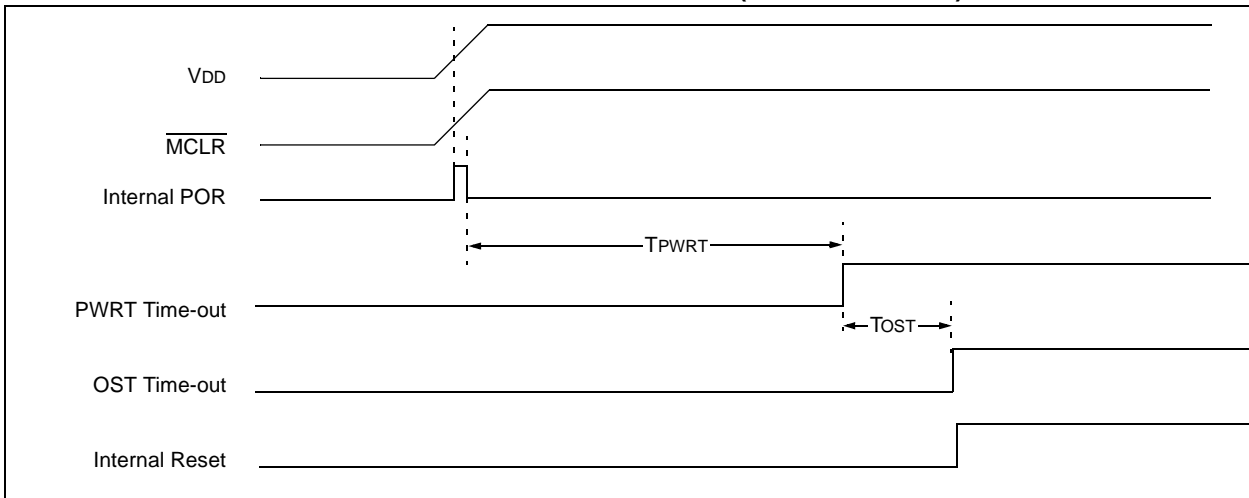 VDD
MCLR
Internal POR
TPWRT
PWRT Time-out
TOST
OST Time-out
Internal Reset